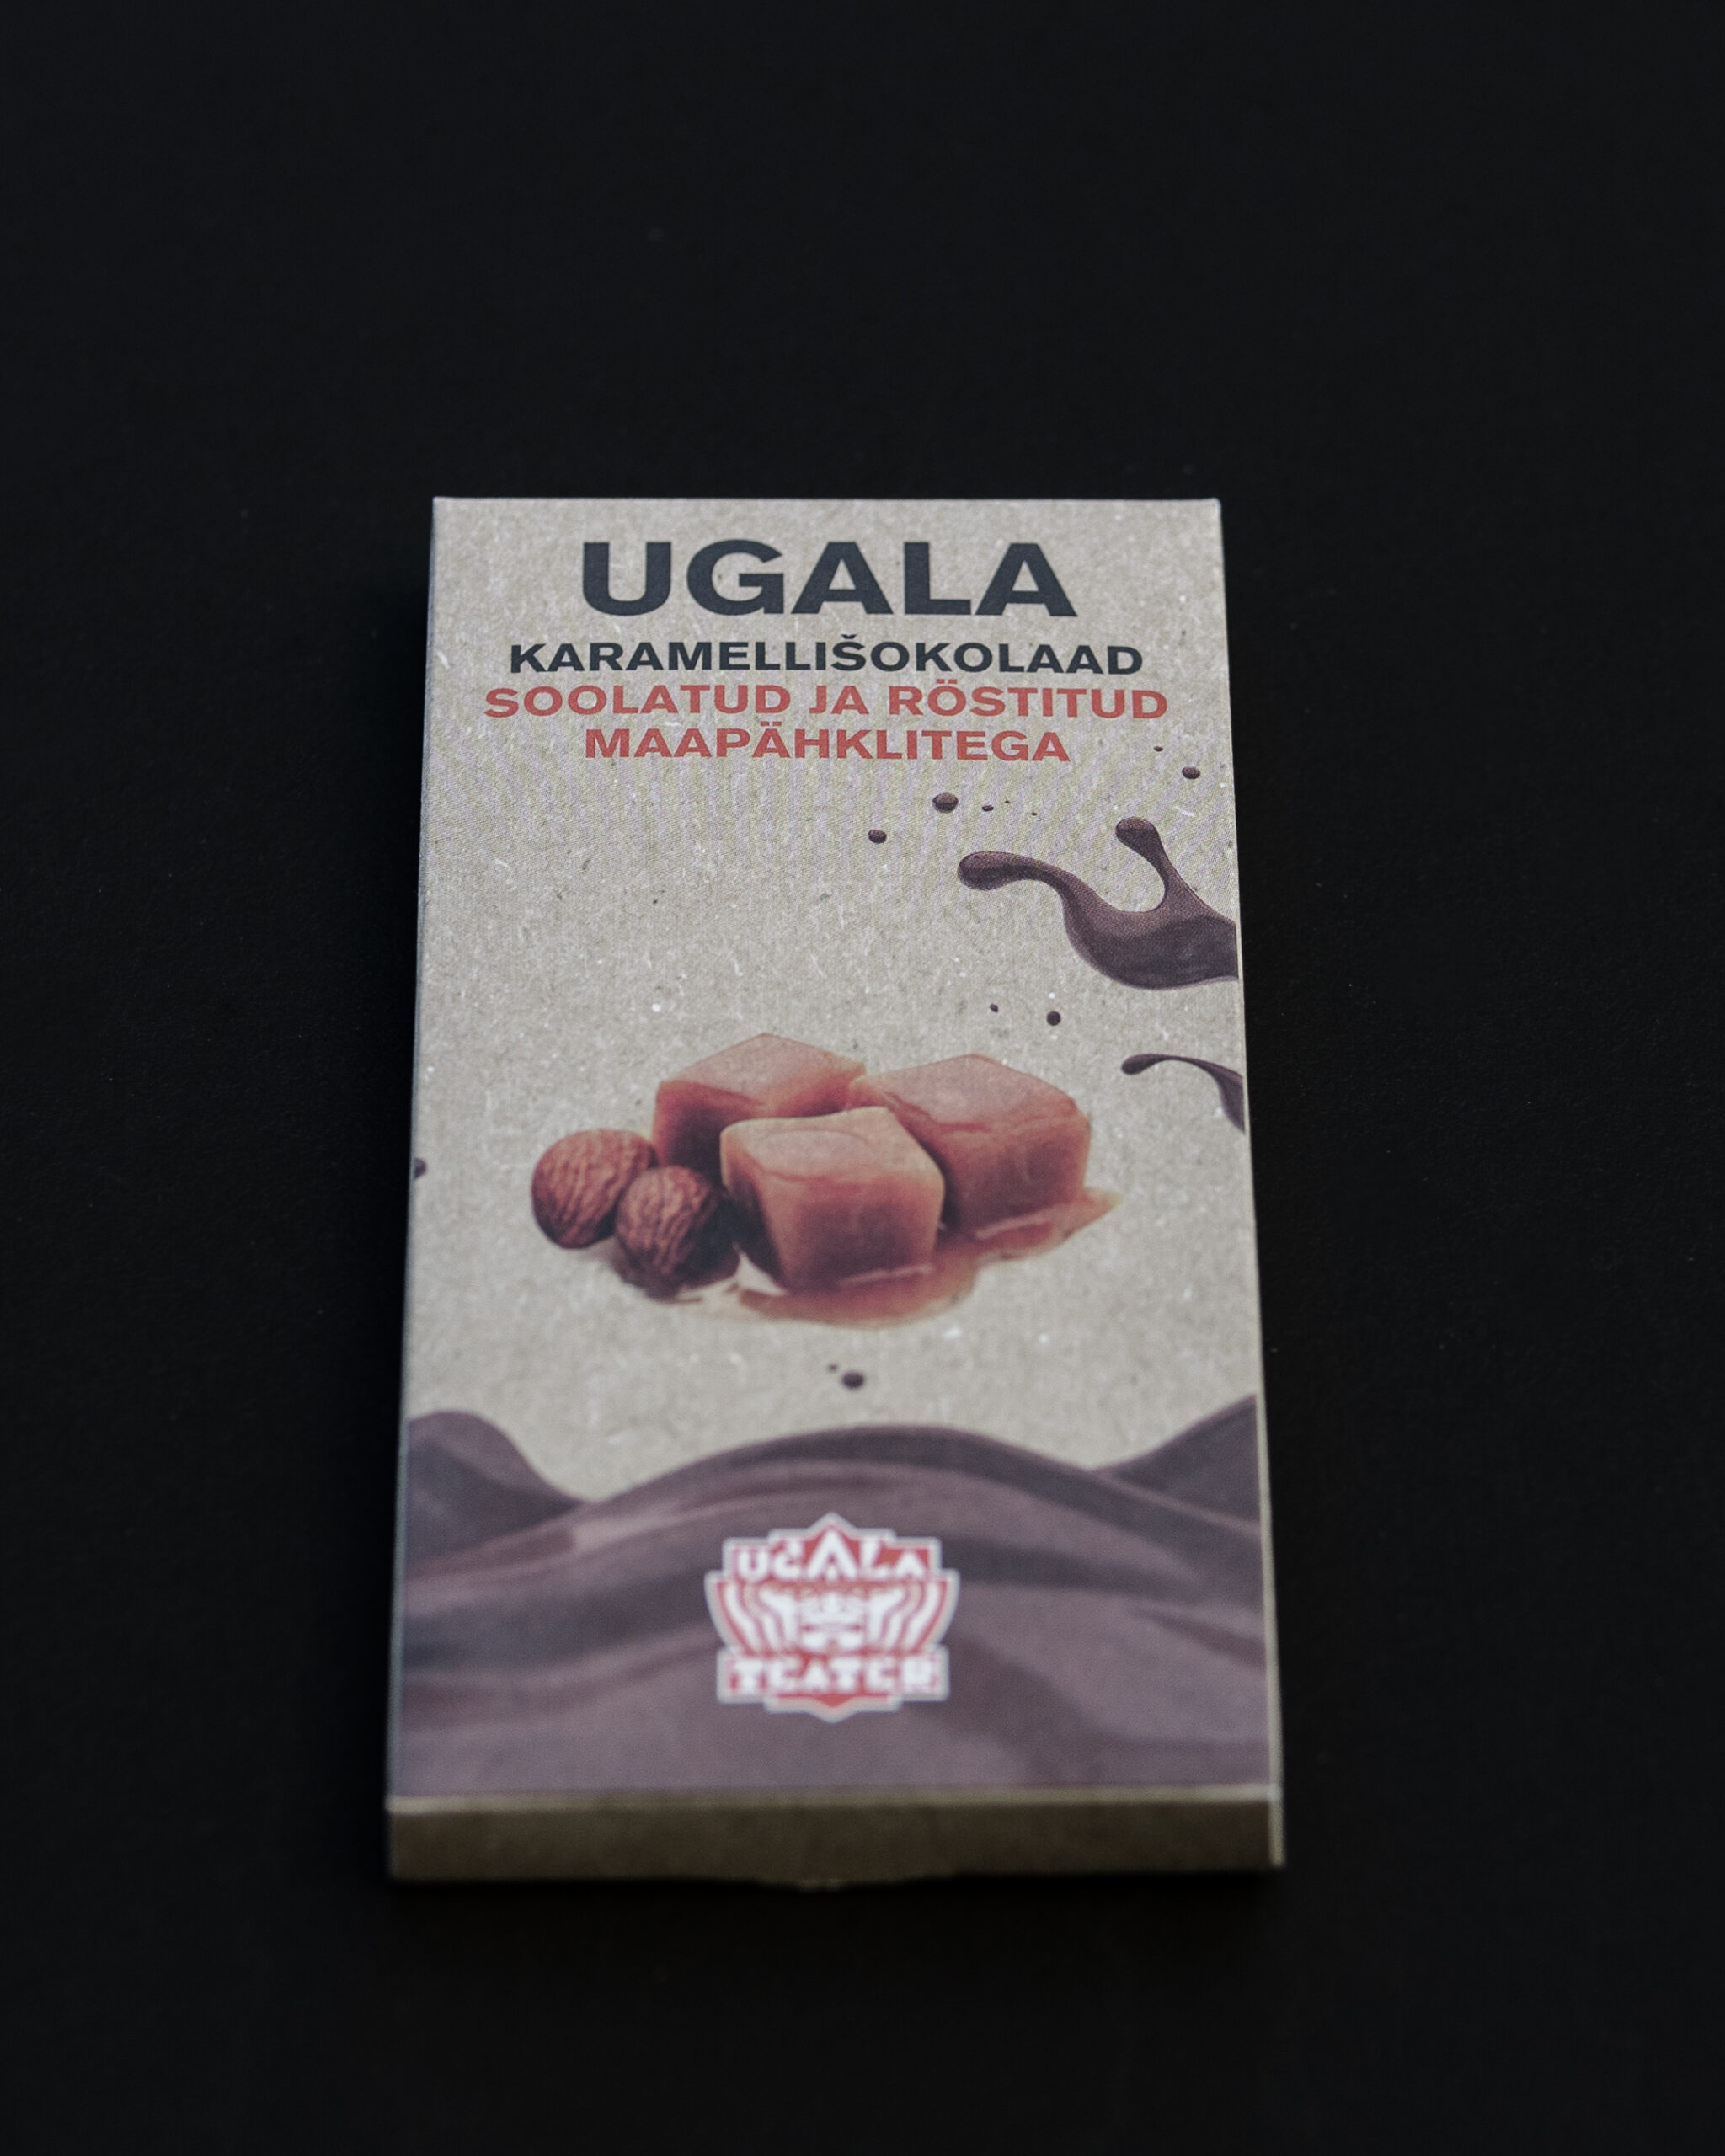 UGALA
KARAMELLIŠOKOLAAD
SOOLATUD JA RÖSTITUD
MAAPÄHKLITEGA
UGALA
TEATER